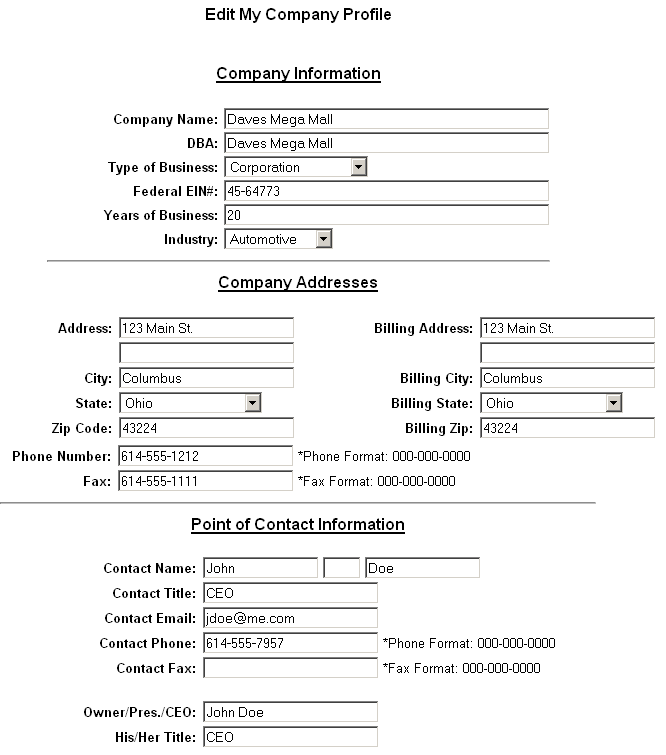 Edit My Company Profile
Company Information
Company Name: Daves Mega Mall
DBA: Daves Mega Mall
Type of Business: Corporation
Federal EIN#: 45-64773
Years of Business: 20
Industry: Automotive
Company Addresses
Address: 123 Main St. Billing Address: 123 Main St.
City: Columbus Billing City: Columbus
State: Ohio Billing State: Ohio
Zip Code: 43224 Billing Zip: 43224
Phone Number: 614-555-1212 *Phone Format: 000-000-0000
Fax: 614-555-1111 *Fax Format: 000-000-0000
Point of Contact Information
Contact Name: John Doe
Contact Title: CEO
Contact Email: jdoe@me.com
Contact Phone: 614-555-7957 *Phone Format: 000-000-0000
Contact Fax: *Fax Format: 000-000-0000
Owner/Pres./CEO: John Doe
His/Her Title: CEO